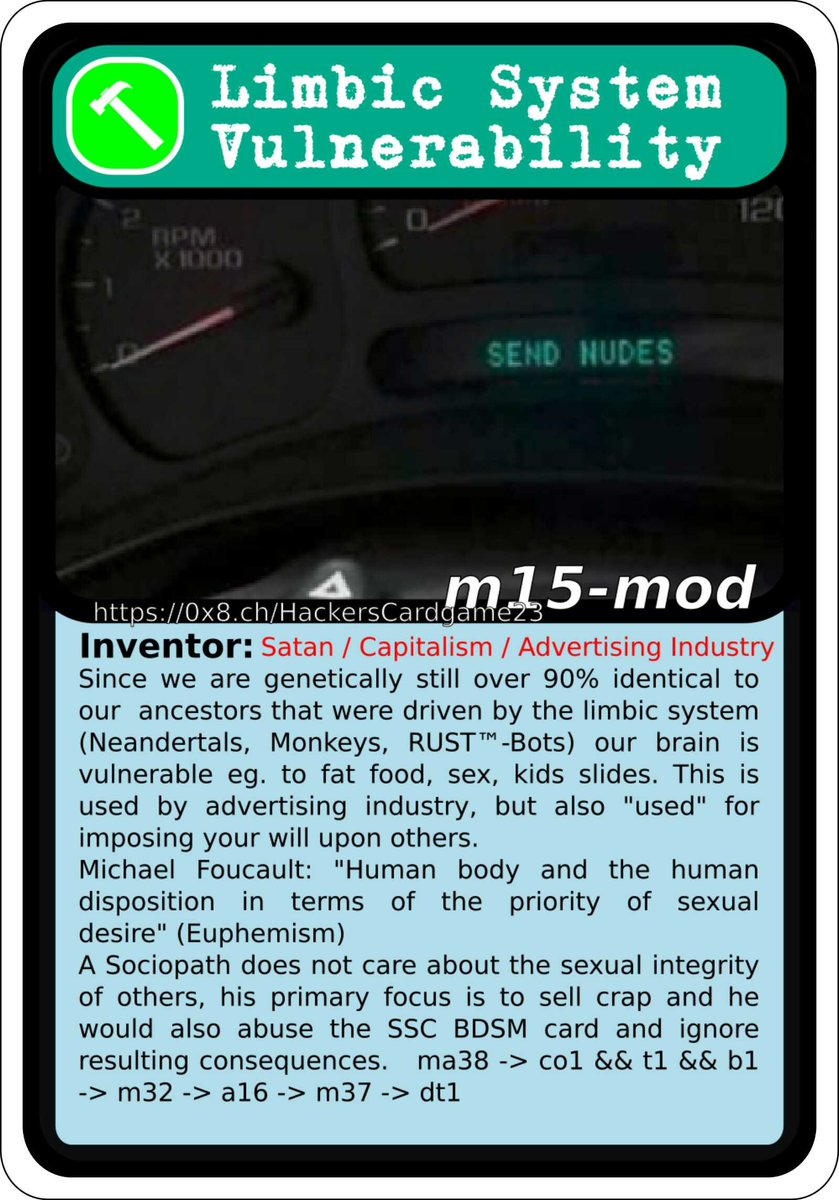 Limbic System
Vulnerability
2
0
120
RPM
X 1000
1
0
SEND NUDES
m15-mod
https://0x8.ch/HackersCardgame23
Inventor: Satan / Capitalism / Advertising Industry
Since we are genetically still over 90% identical to
our ancestors that were driven by the limbic system
(Neandertals, Monkeys, RUST™-Bots) our brain is
vulnerable eg. to fat food, sex, kids slides. This is
used by advertising industry, but also "used" for
imposing your will upon others.
Michael Foucault: "Human body and the human
disposition in terms of the priority of sexual
desire" (Euphemism)
A Sociopath does not care about the sexual integrity
of others, his primary focus is to sell crap and he
would also abuse the SSC BDSM card and ignore
resulting consequences. ma38 -> co1 && t1 && b1
-> m32 -> a16 -> m37 -> dt1